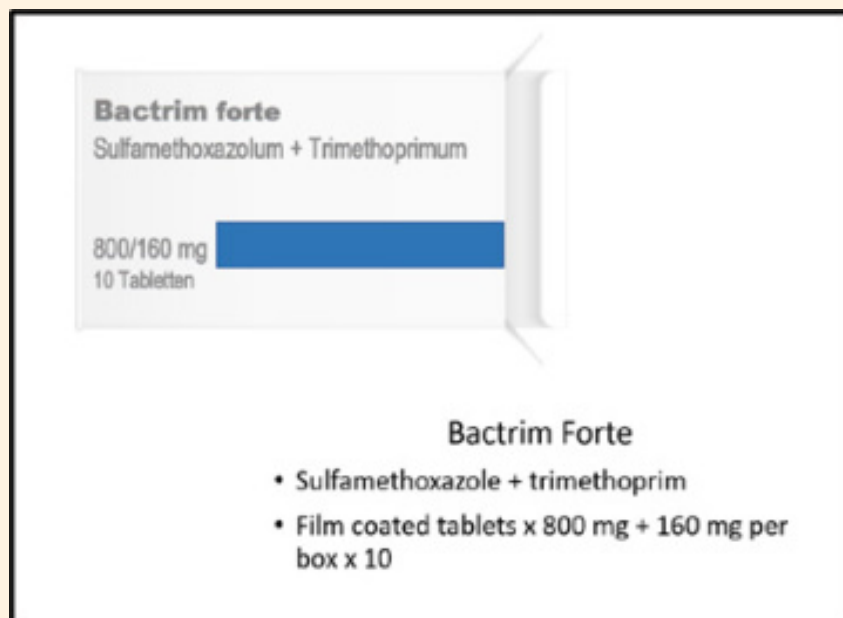 Bactrim forte
Sulfamethoxazolum + Trimethoprimum
800/160 mg
10 Tabletten
Bactrim Forte
• Sulfamethoxazole + trimethoprim
• Film coated tablets x 800 mg + 160 mg per
box x 10